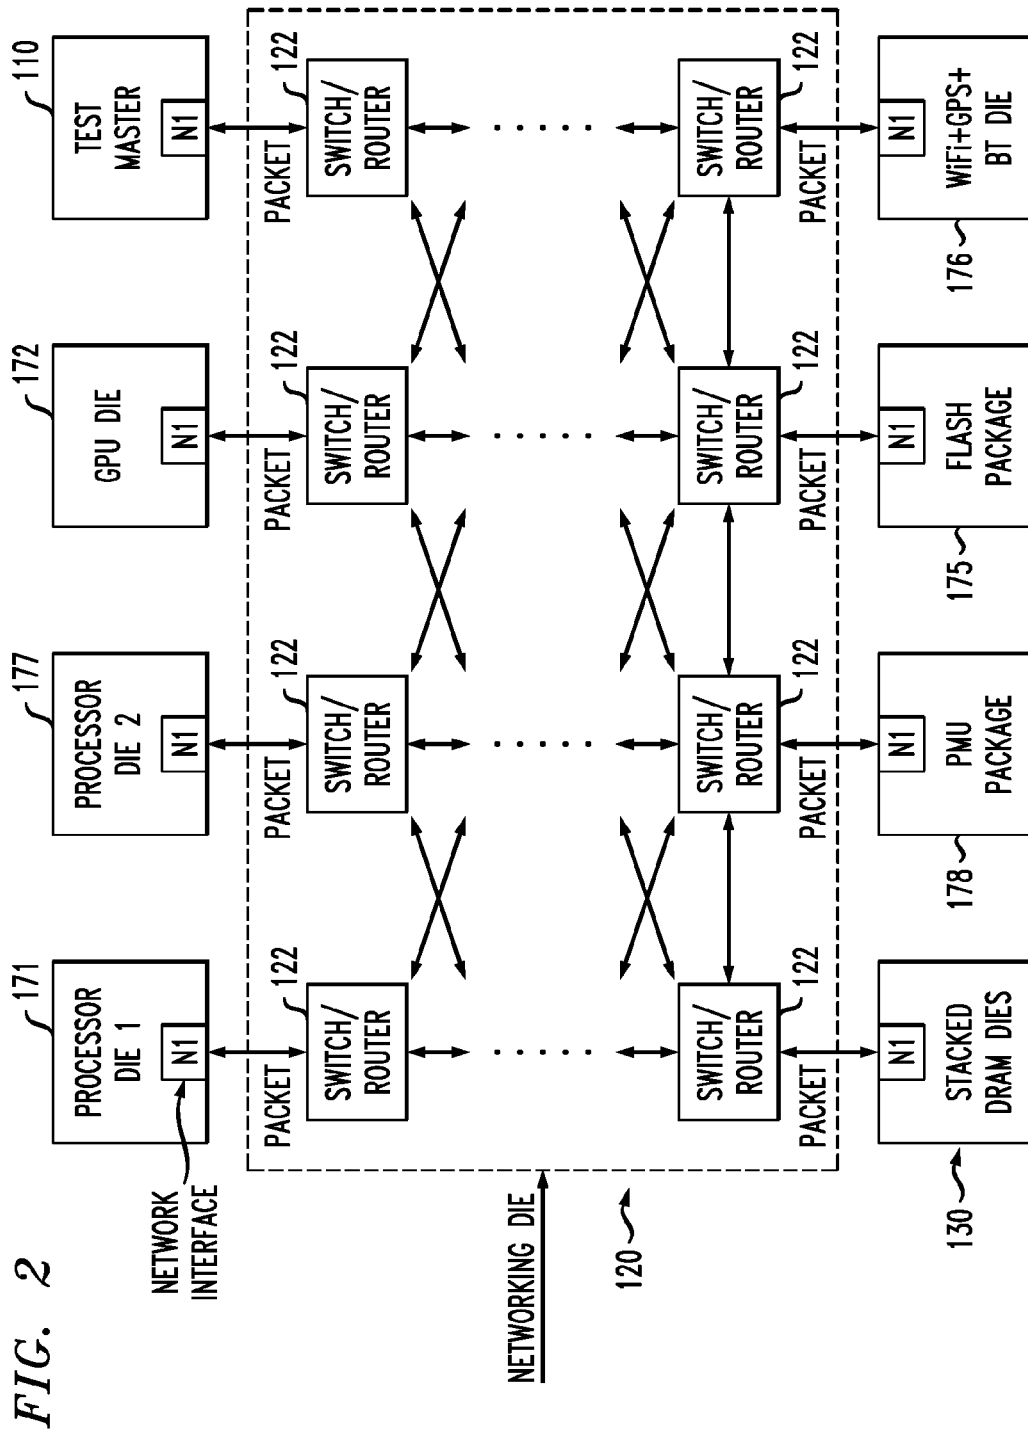 FIG. 2
171
177
172
110
PROCESSOR
DIE 1
N1
PROCESSOR
DIE 2
N1
GPU DIE
N1
TEST
MASTER
N1
NETWORK
INTERFACE
PACKET
122
PACKET
122
PACKET
122
PACKET
122
SWITCH/
ROUTER
SWITCH/
ROUTER
SWITCH/
ROUTER
SWITCH/
ROUTER
NETWORKING DIE
120
SWITCH/
ROUTER
SWITCH/
ROUTER
SWITCH/
ROUTER
SWITCH/
ROUTER
PACKET
122
PACKET
122
PACKET
122
PACKET
122
N1
STACKED
DRAM DIES
N1
PMU
PACKAGE
N1
FLASH
PACKAGE
N1
WiFi+GPS+
BT DIE
130
178
175
176